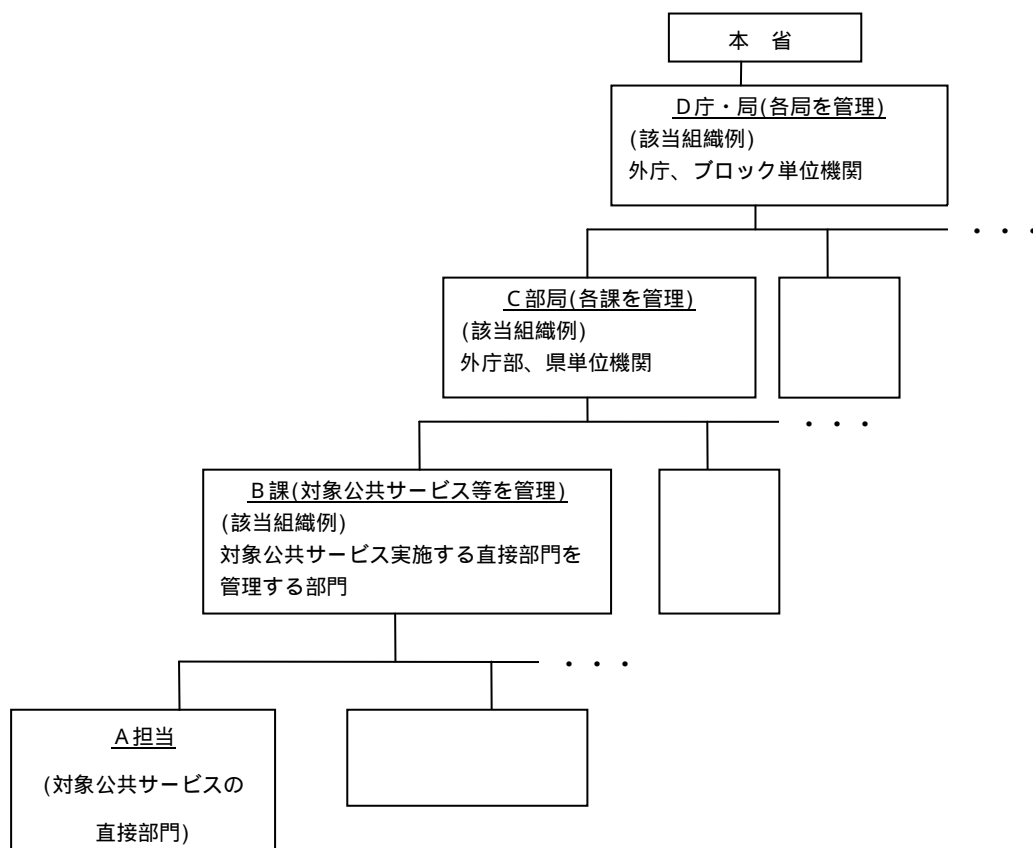 本 省
D庁・局(各局を管理)
(該当組織例)
外庁、ブロック単位機関
・・・
C部局(各課を管理)
(該当組織例)
外庁部、県単位機関
・・・
B課(対象公共サービス等を管理)
(該当組織例)
対象公共サービス実施する直接部門を
管理する部門
・・・
A担当
(対象公共サービスの
直接部門)